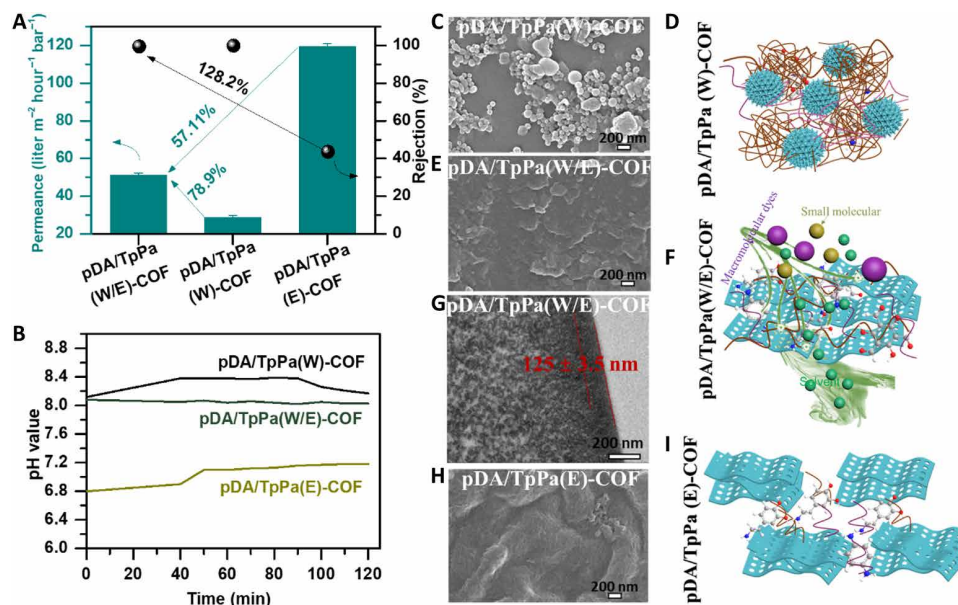 A
Permeance (liter m⁻² hour⁻¹ bar⁻¹)
120
110
100
90
80
70
60
50
40
30
20
128.2%
57.11%
78.9%
100
80
60
40
20
0
Rejection (%)
pDA/TpPa
(W/E)-COF
pDA/TpPa
(W)-COF
pDA/TpPa
(E)-COF
B
pH value
8.8
8.4
8.0
7.6
7.2
6.8
6.4
6.0
pDA/TpPa(W)-COF
pDA/TpPa(W/E)-COF
pDA/TpPa(E)-COF
0
20
40
60
80
100
120
Time (min)
C
pDA/TpPa(W)-COF
200 nm
D
pDA/TpPa (W)-COF
E
pDA/TpPa(W/E)-COF
200 nm
F
pDA/TpPa(W/E)-COF
Macromolecular dyes
Small molecular
Solvent
G
pDA/TpPa(W/E)-COF
125 ± 3.5 nm
200 nm
H
pDA/TpPa(E)-COF
200 nm
I
pDA/TpPa (E)-COF